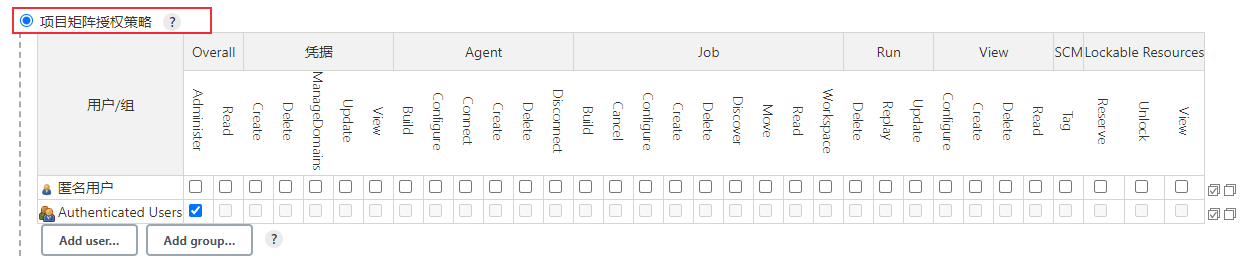 项目矩阵授权策略 ?
用户/组 Overall 凭据 Agent Job Run View SCM Lockable Resources
Administer Read Create Delete ManageDomains Update View Build Configure Connect Create Delete Disconnect Build Cancel Configure Create Delete Discover Move Read Workspace Delete Replay Update Configure Create Delete Read Tag Reserve Unlock View
匿名用户
Authenticated Users
Add user... Add group... ?